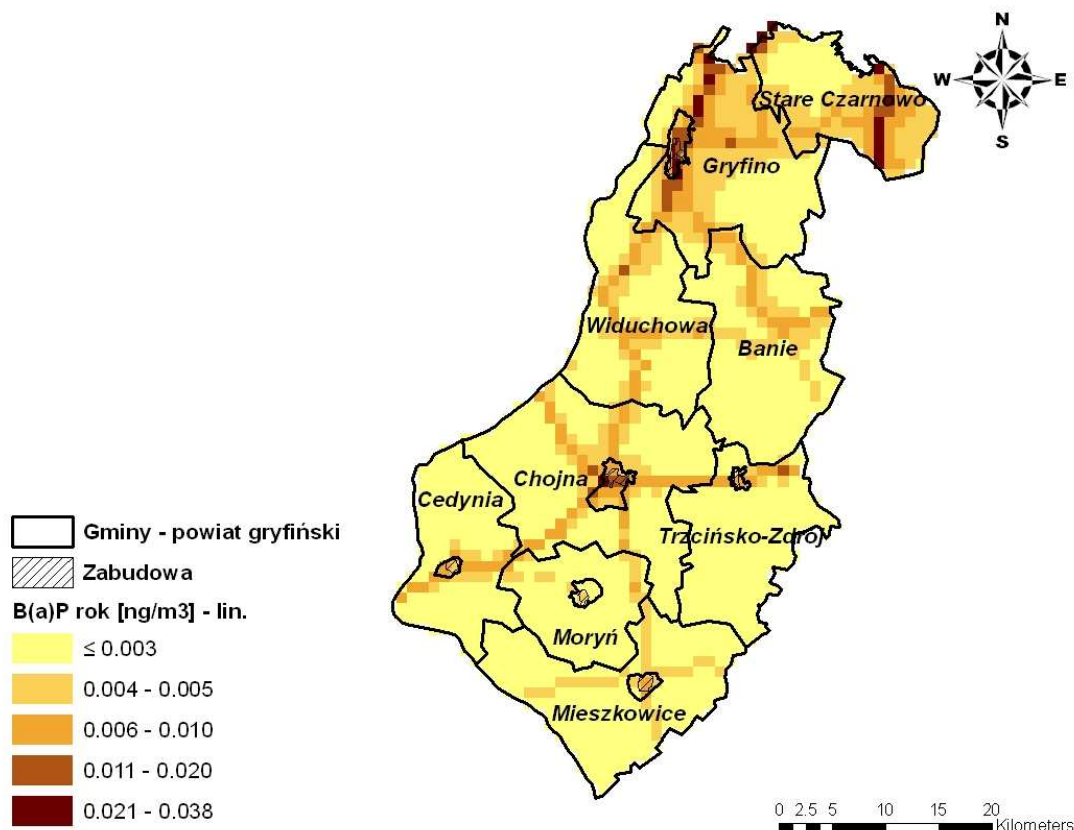 N
W E
S
Stare Czarnowo
Gryfino
Widuchowa
Banie
Chojna
Cedynia
Trzcińsko-Zdrój
Moryń
Mieszkowice
Gminy - powiat gryfiński
Zabudowa
B(a)P rok [ng/m3] - lin.
≤ 0.003
0.004 - 0.005
0.006 - 0.010
0.011 - 0.020
0.021 - 0.038
0 2.5 5 10 15 20
Kilometers